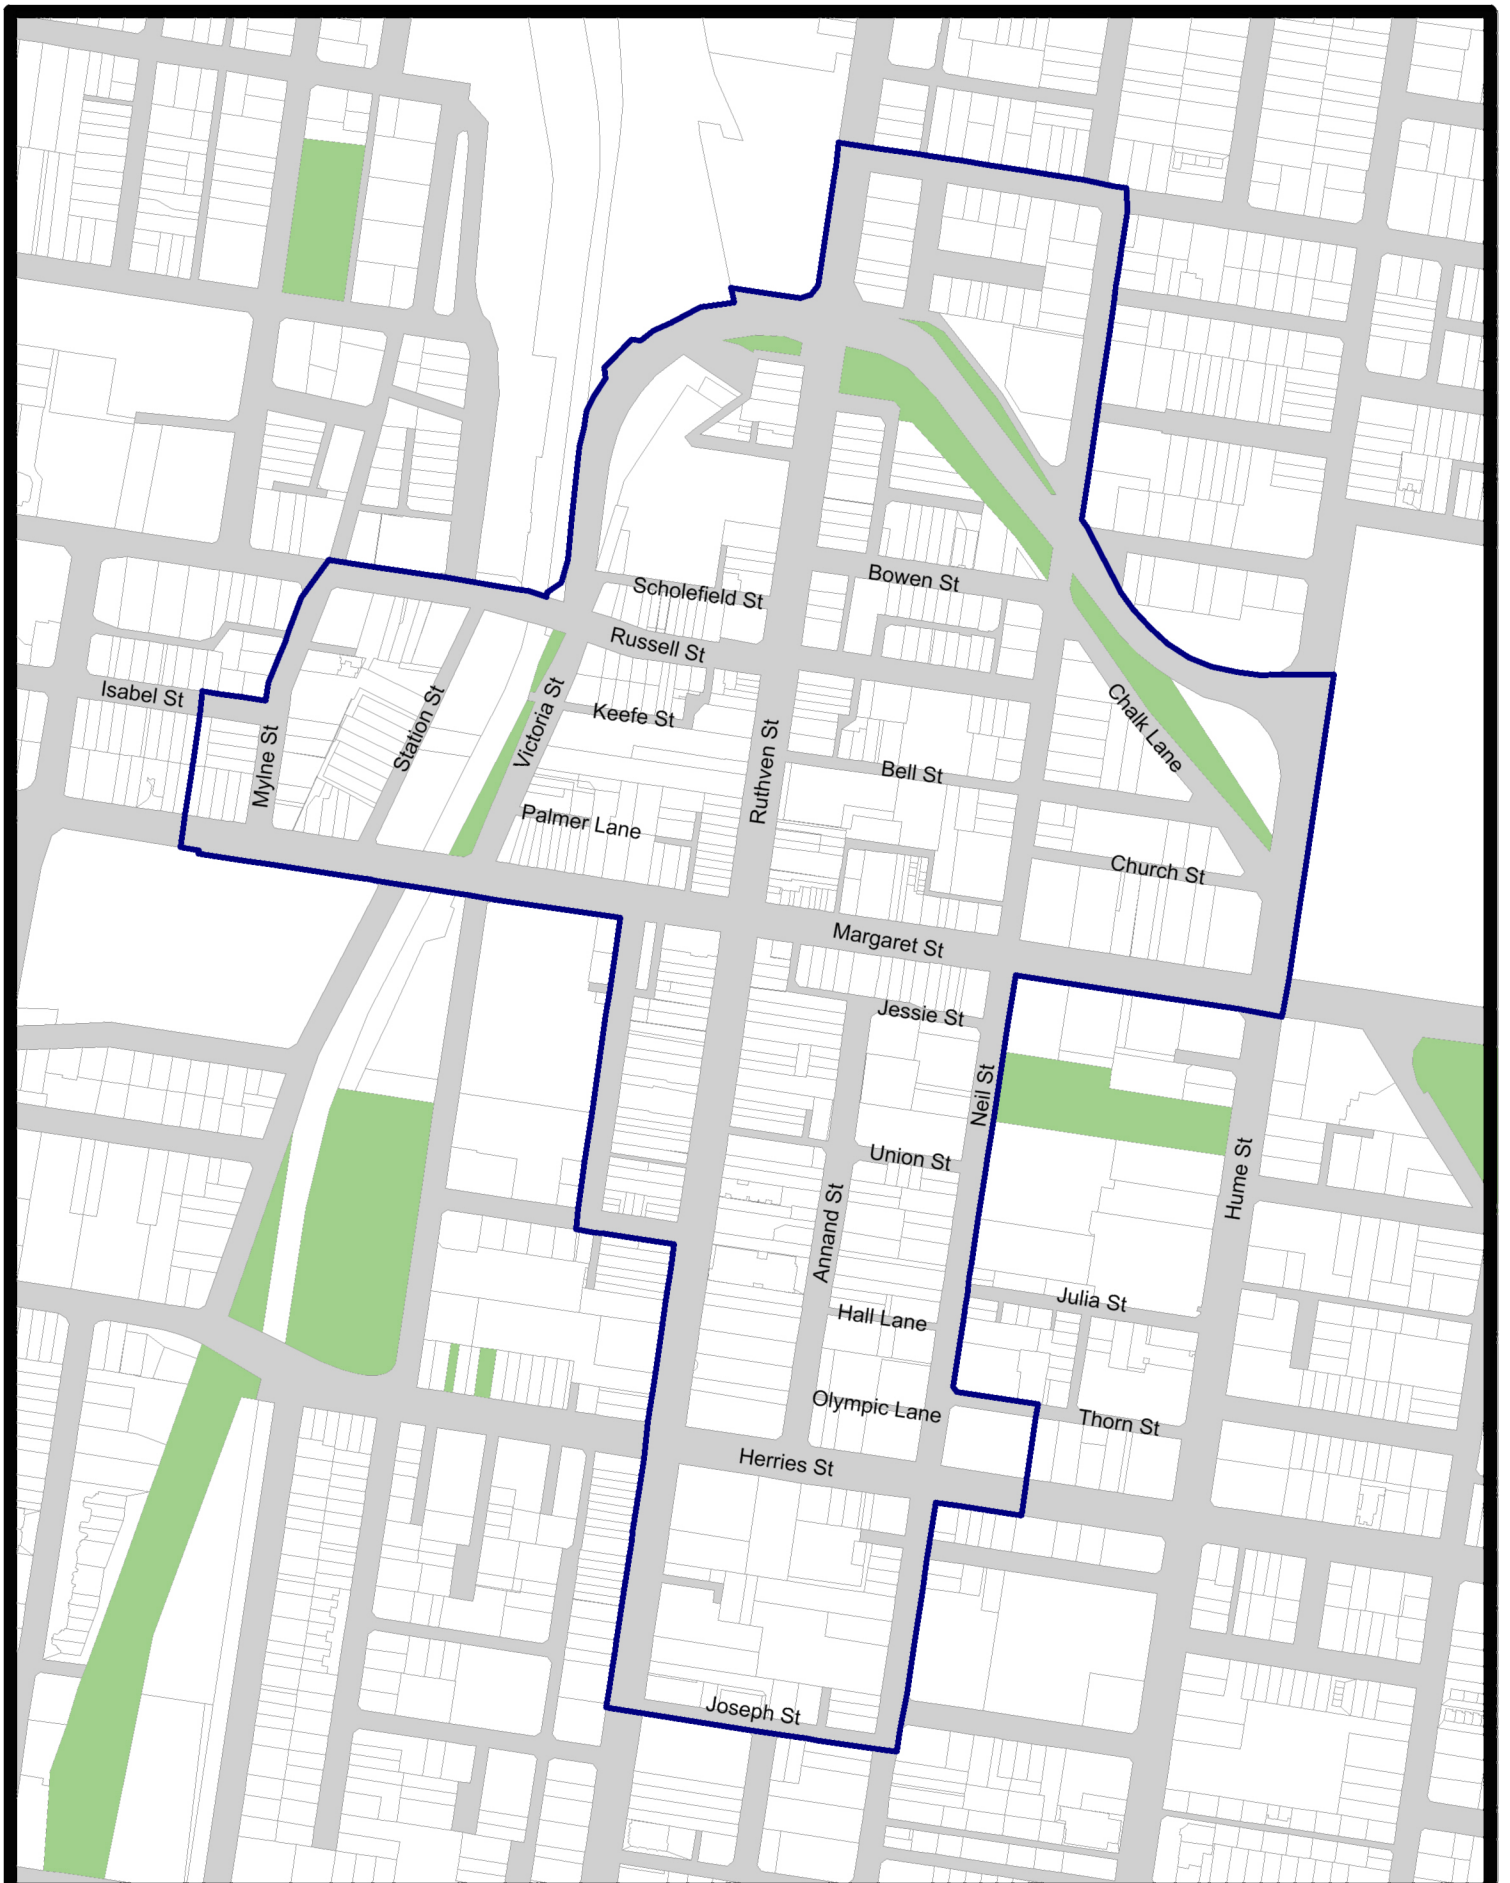 Scholefield St
Bowen St
Russell St
Isabel St
Keefe St
Station St
Victoria St
Chalk Lane
Mylne St
Ruthven St
Bell St
Palmer Lane
Church St
Margaret St
Jessie St
Neil St
Union St
Hume St
Annand St
Julia St
Hall Lane
Olympic Lane
Thorn St
Herries St
Joseph St